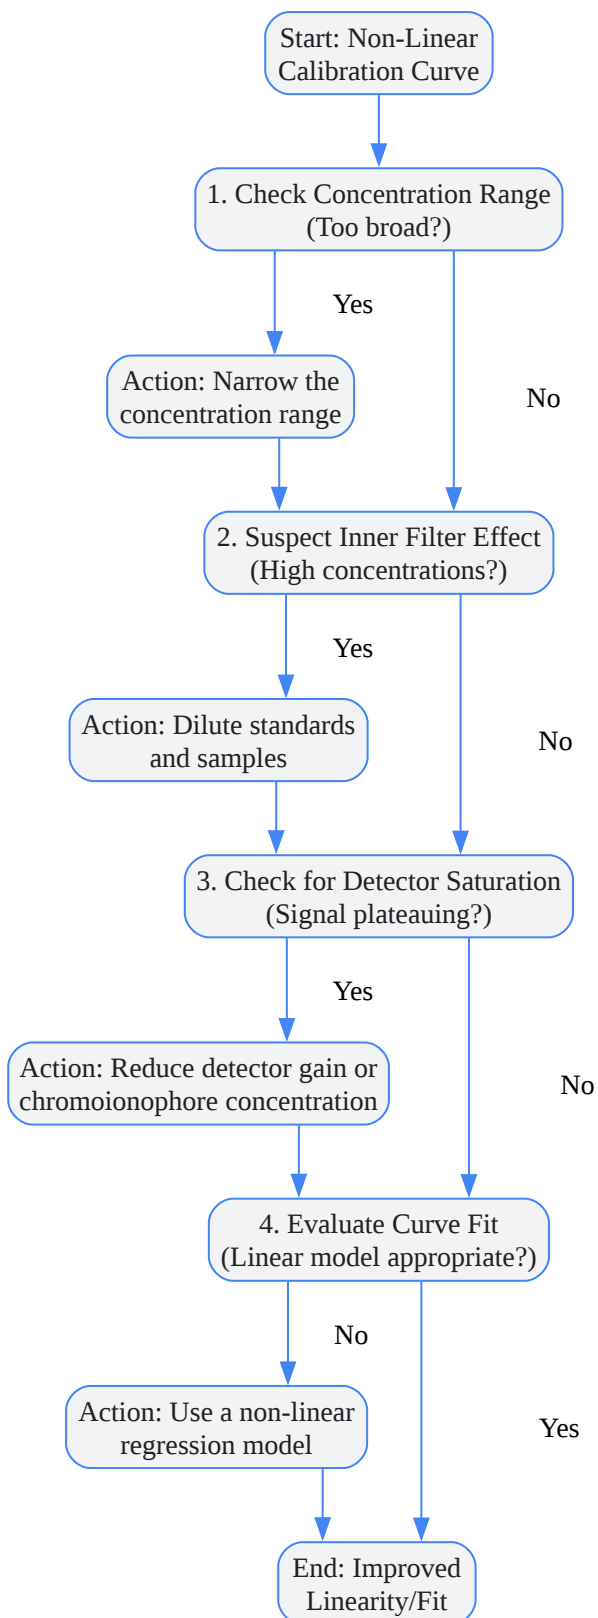 Start: Non-Linear
Calibration Curve
1. Check Concentration Range
(Too broad?)
Yes
Action: Narrow the
concentration range
No
2. Suspect Inner Filter Effect
(High concentrations?)
Yes
Action: Dilute standards
and samples
No
3. Check for Detector Saturation
(Signal plateauing?)
Yes
Action: Reduce detector gain or
chromoionophore concentration
No
4. Evaluate Curve Fit
(Linear model appropriate?)
No
Action: Use a non-linear
regression model
Yes
End: Improved
Linearity/Fit